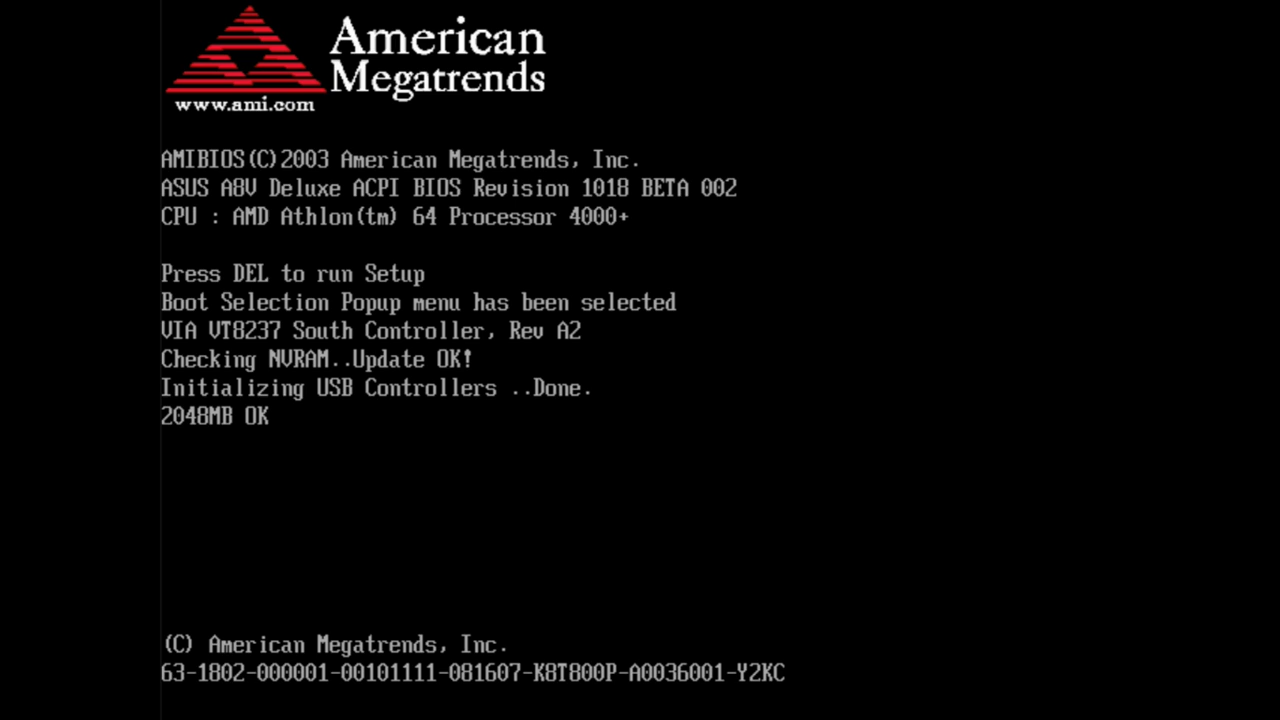 American
Megatrends
www.ami.com
AMIBIOS(C)2003 American Megatrends, Inc.
ASUS A8V Deluxe ACPI BIOS Revision 1018 BETA 002
CPU : AMD Athlon(tm) 64 Processor 4000+
Press DEL to run Setup
Boot Selection Popup menu has been selected
VIA VT8237 South Controller, Rev A2
Checking NVRAM..Update OK!
Initializing USB Controllers ..Done.
2048MB OK
(C) American Megatrends, Inc.
63-1802-000001-00101111-081607-K8T800P-A0036001-Y2KC